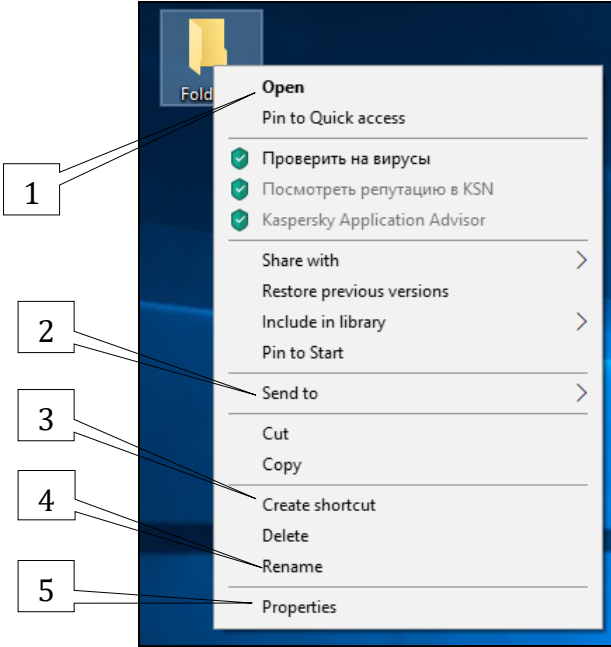 Fold
Open
Pin to Quick access
1
Проверить на вирусы
Посмотреть репутацию в KSN
Kaspersky Application Advisor
Share with
Restore previous versions
2
Include in library
Pin to Start
Send to
3
Cut
Copy
4
Create shortcut
Delete
Rename
5
Properties